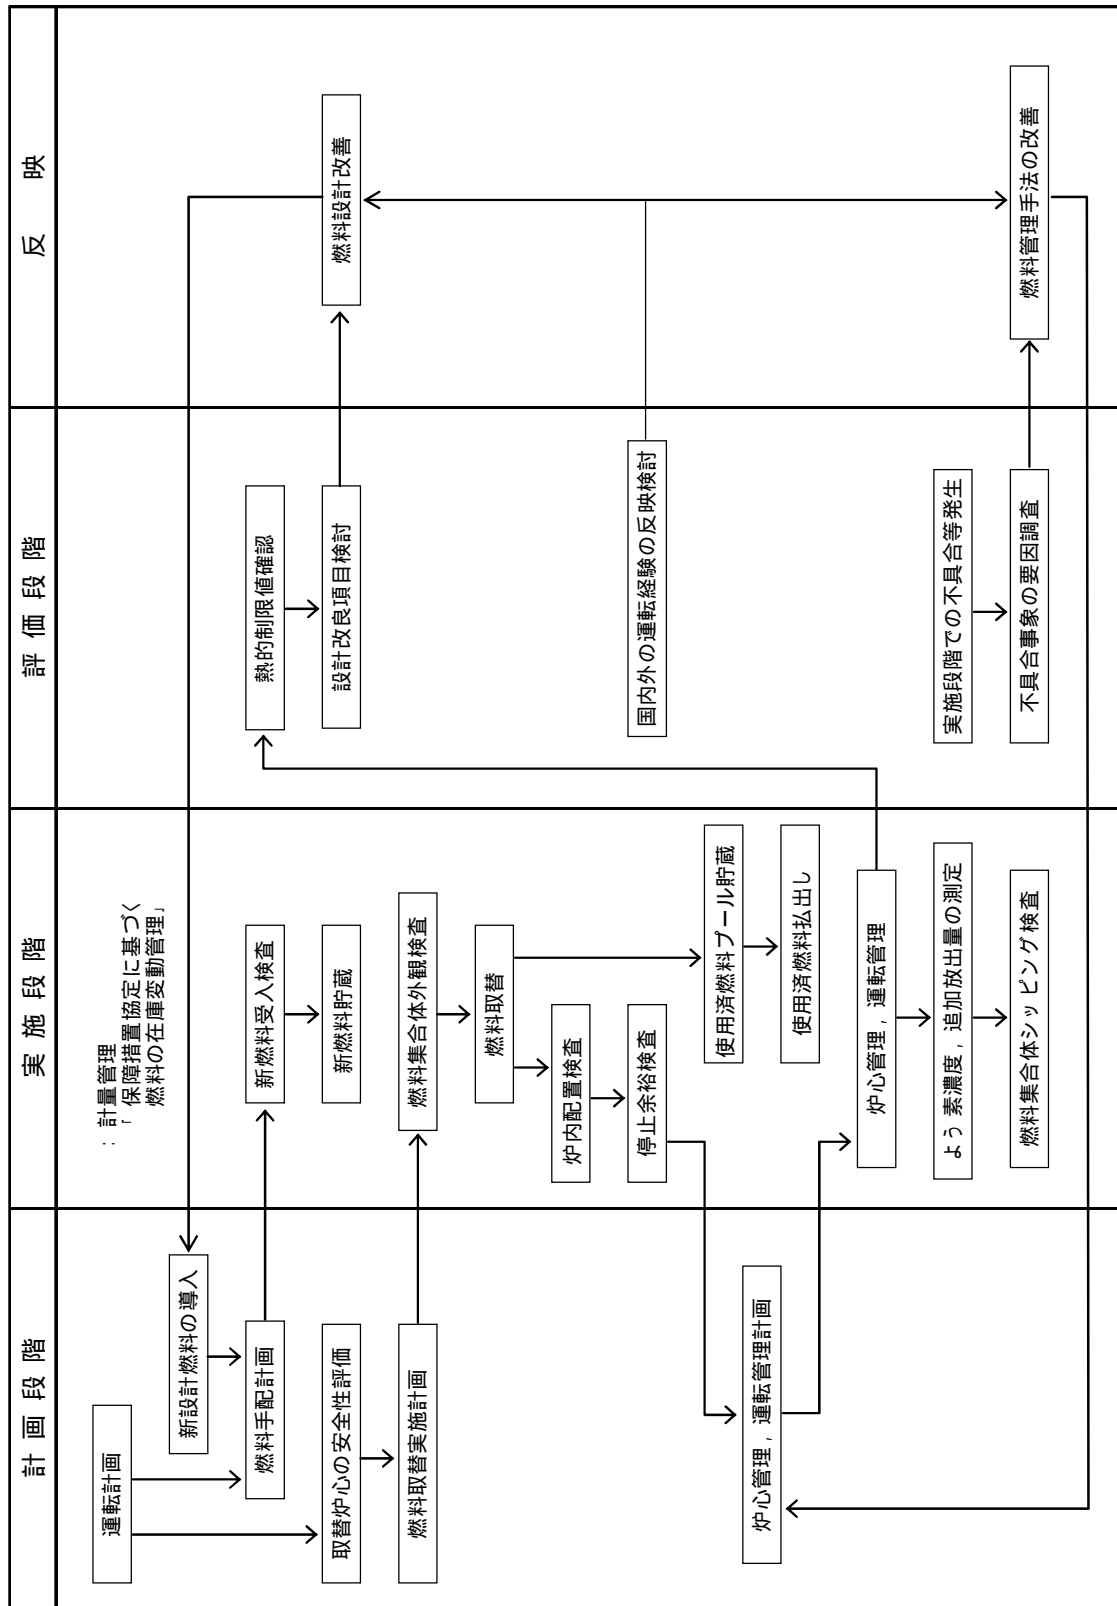 計画段階
実施段階
評価段階
反映
運転計画
新設計燃料の導入
燃料手配計画
取替炉心の安全性評価
燃料取替実施計画
炉心管理，運転管理計画
：計量管理
「保障措置協定に基づく
燃料の在庫変動管理」
新燃料受入検査
新燃料貯蔵
燃料集合体外観検査
燃料取替
炉内配置検査
停止余裕検査
使用済燃料プール貯蔵
使用済燃料払出し
炉心管理，運転管理
よう素濃度，追加放出量の測定
燃料集合体シッピング検査
熱的制限値確認
設計改良項目検討
国内外の運転経験の反映検討
実施段階での不具合等発生
不具合事象の要因調査
燃料設計改善
燃料管理手法の改善